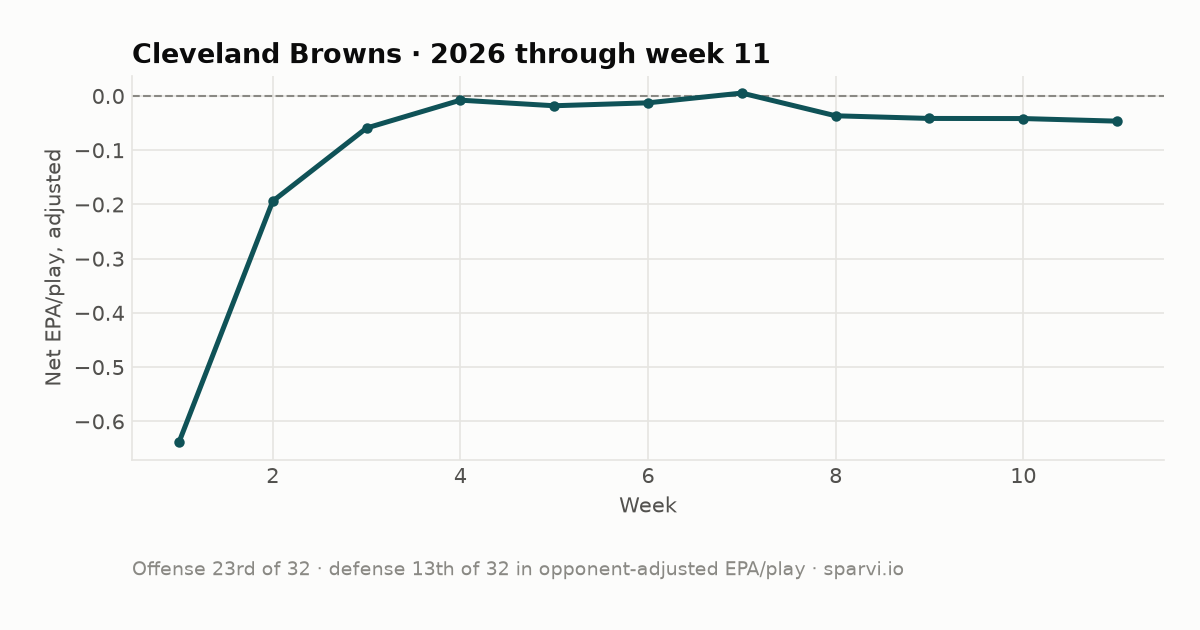 Cleveland Browns · 2026 through week 11
Net EPA/play, adjusted
0.0
−0.1
−0.2
−0.3
−0.4
−0.5
−0.6
2 4 6 8 10
Week
Offense 23rd of 32 · defense 13th of 32 in opponent-adjusted EPA/play · sparvi.io